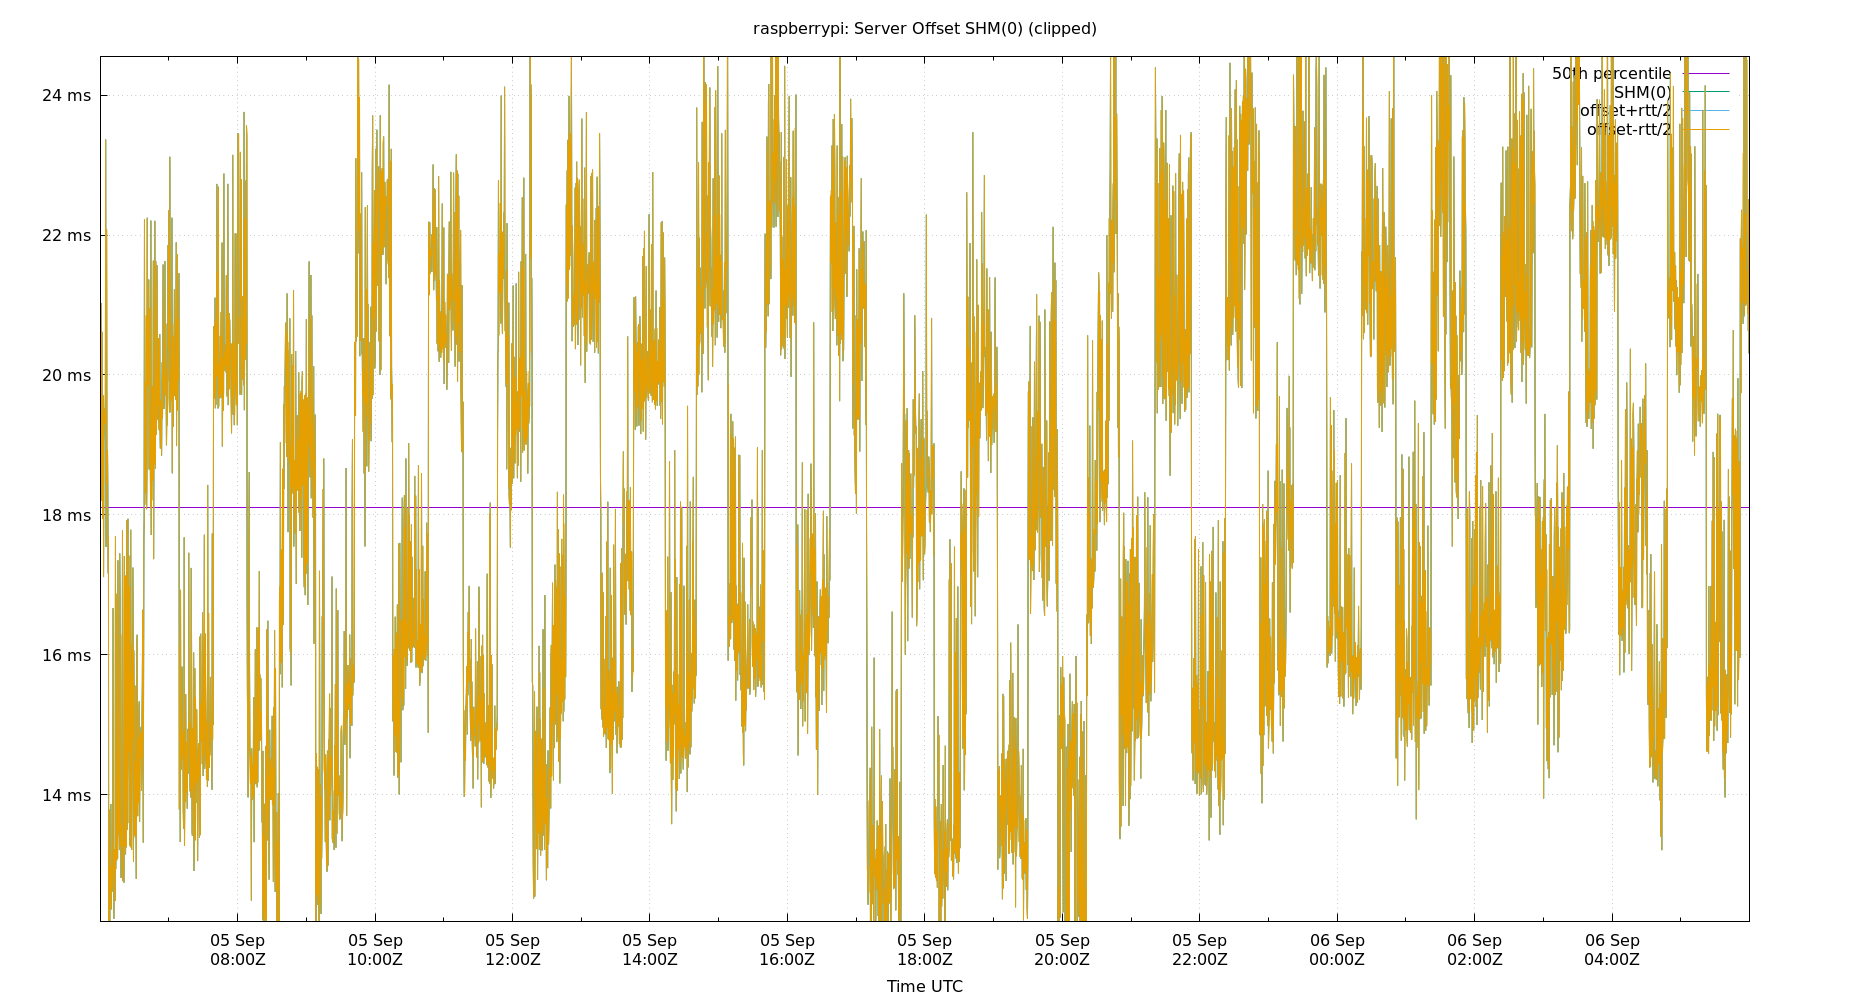 raspberrypi: Server Offset SHM(0) (clipped)
24 ms
22 ms
20 ms
18 ms
16 ms
14 ms
50th percentile
SHM(0)
offset+rtt/2
offset-rtt/2
05 Sep 05 Sep 05 Sep 05 Sep 05 Sep 05 Sep 05 Sep 05 Sep 06 Sep 06 Sep 06 Sep
08:00Z 10:00Z 12:00Z 14:00Z 16:00Z 18:00Z 20:00Z 22:00Z 00:00Z 02:00Z 04:00Z
Time UTC